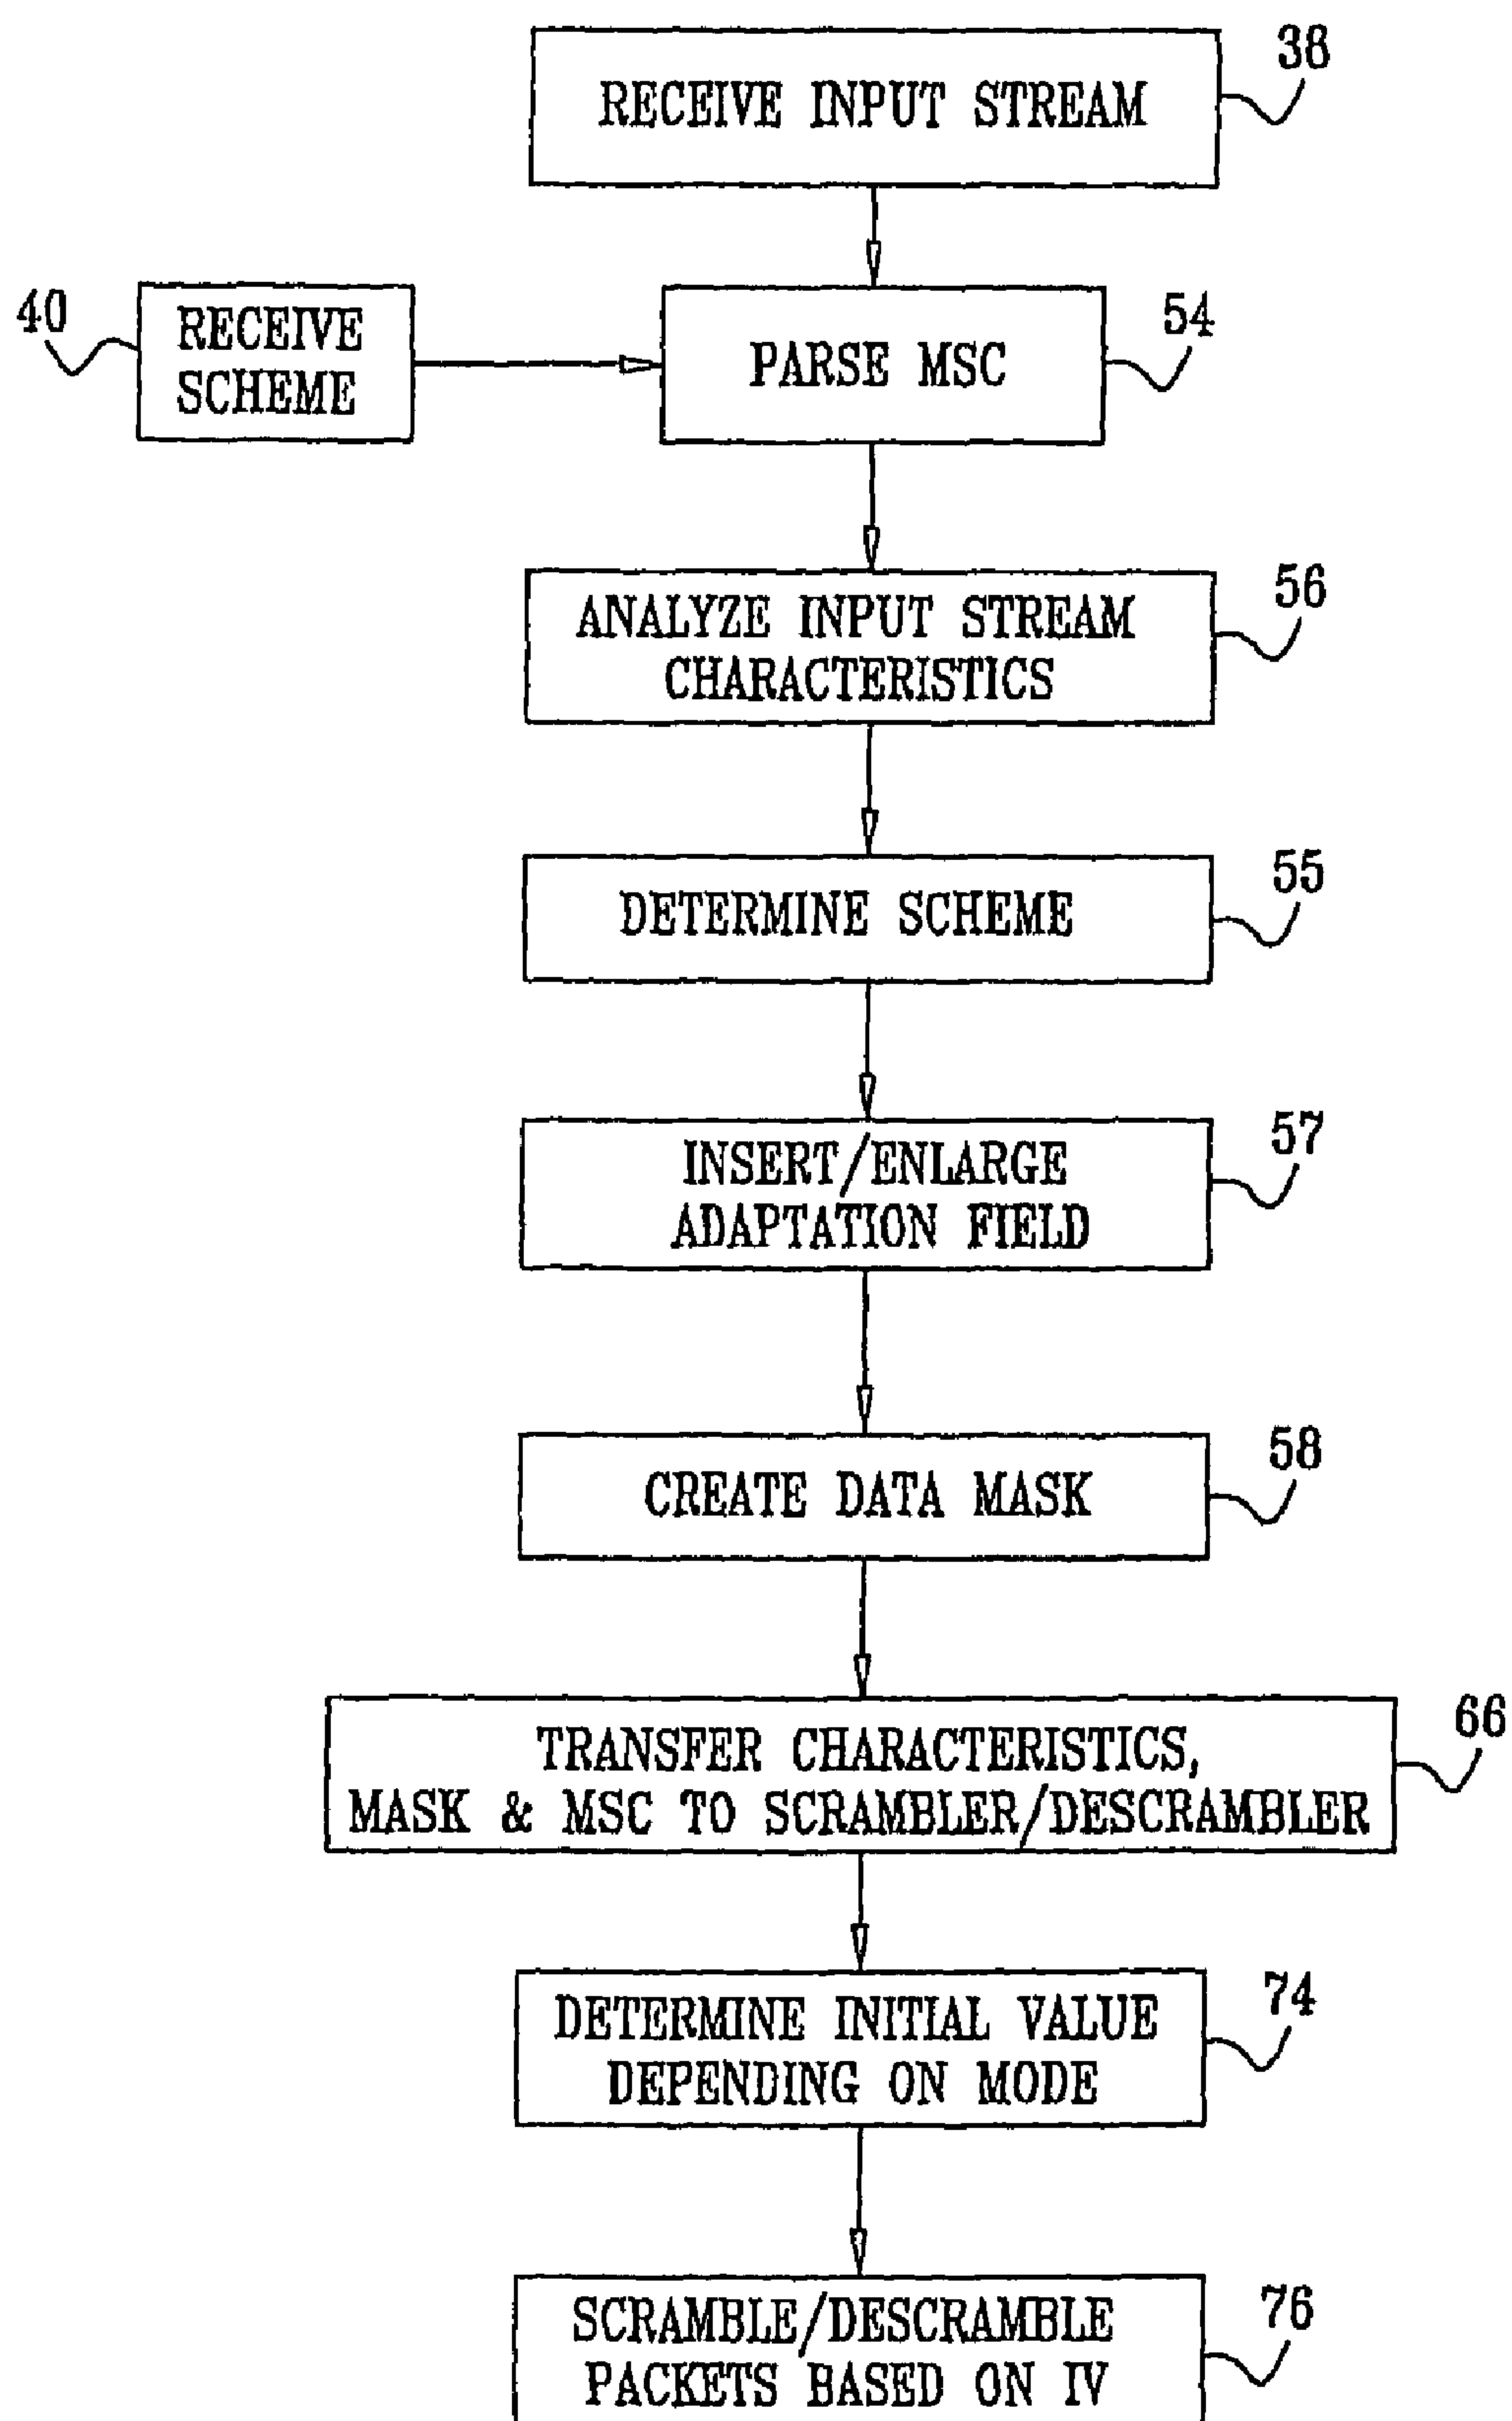 RECEIVE INPUT STREAM
38
40
RECEIVE
SCHEME
PARSE MSC
54
ANALYZE INPUT STREAM
CHARACTERISTICS
56
DETERMINE SCHEME
55
INSERT/ENLARGE
ADAPTATION FIELD
57
CREATE DATA MASK
58
TRANSFER CHARACTERISTICS,
MASK & MSC TO SCRAMBLER/DESCRAMBLER
66
DETERMINE INITIAL VALUE
DEPENDING ON MODE
74
SCRAMBLE/DESCRAMBLE
PACKETS BASED ON IV
76